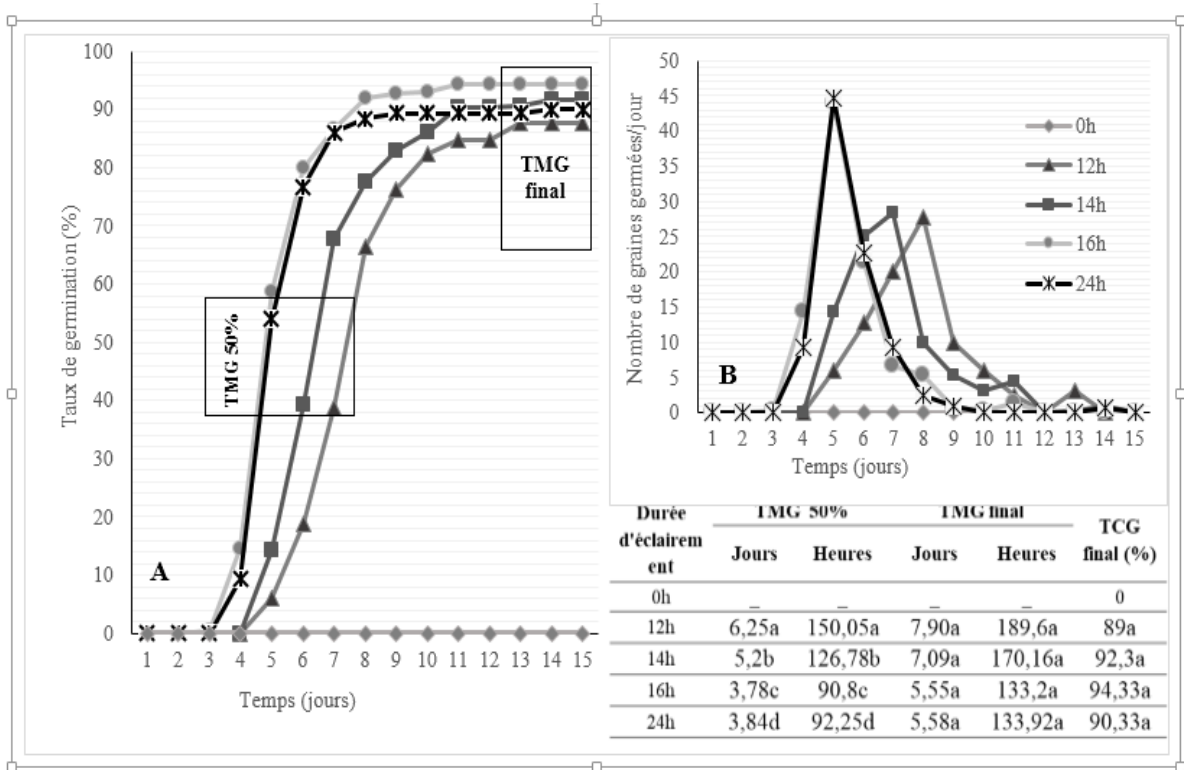 100
90
80
70
60
50
40
30
20
10
0
Taux de germination (%)
1 2 3 4 5 6 7 8 9 10 11 12 13 14 15
Temps (jours)
A
TMG 50%
TMG
final
50
45
40
35
30
25
20
15
10
5
0
Nombre de graines germées/jour
1 2 3 4 5 6 7 8 9 10 11 12 13 14 15
Temps (jours)
B
0h
12h
14h
16h
24h
Durée TMG 50% TMG final TCG
d'éclairem Jours Heures Jours Heures final (%)
ent
0h _ _ _ _ 0
12h 6,25a 150,05a 7,90a 189,6a 89a
14h 5,2b 126,78b 7,09a 170,16a 92,3a
16h 3,78c 90,8c 5,55a 133,2a 94,33a
24h 3,84d 92,25d 5,58a 133,92a 90,33a